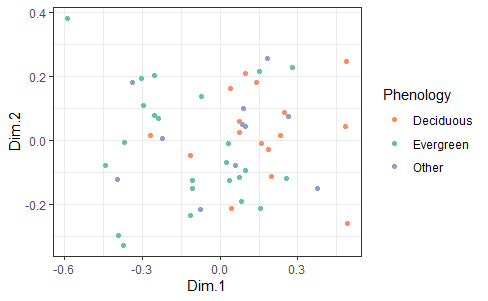 0.4
0.2
0.0
-0.2
Dim.2
-0.6
-0.3
0.0
0.3
Dim.1
Phenology
Deciduous
Evergreen
Other